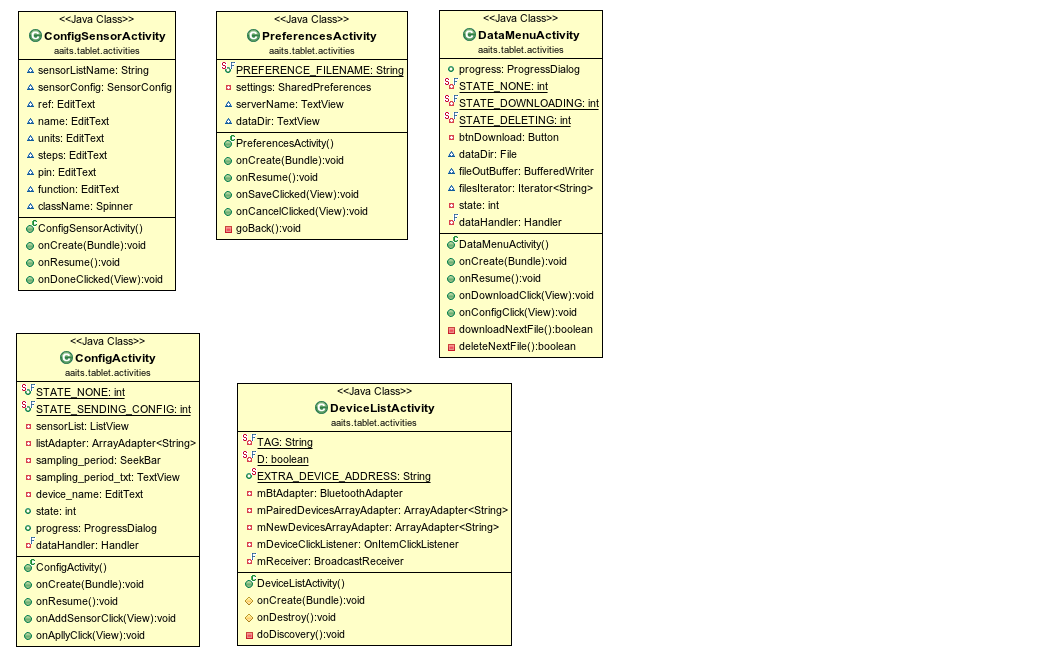 <<Java Class>>
C ConfigSensorActivity
aaits.tablet.activities
sensorListName: String
sensorConfig: SensorConfig
ref: EditText
name: EditText
units: EditText
steps: EditText
pin: EditText
function: EditText
className: Spinner
C ConfigSensorActivity()
onCreate(Bundle):void
onResume():void
onDoneClicked(View):void
<<Java Class>>
C PreferencesActivity
aaits.tablet.activities
S F PREFERENCE_FILENAME: String
settings: SharedPreferences
serverName: TextView
dataDir: TextView
C PreferencesActivity()
onCreate(Bundle):void
onResume():void
onSaveClicked(View):void
onCancelClicked(View):void
goBack():void
<<Java Class>>
C DataMenuActivity
aaits.tablet.activities
progress: ProgressDialog
S F STATE_NONE: int
S F STATE_DOWNLOADING: int
S F STATE_DELETING: int
btnDownload: Button
dataDir: File
fileOutBuffer: BufferedWriter
filesIterator: Iterator<String>
state: int
F dataHandler: Handler
C DataMenuActivity()
onCreate(Bundle):void
onResume():void
onDownloadClick(View):void
onConfigClick(View):void
downloadNextFile():boolean
deleteNextFile():boolean
<<Java Class>>
C ConfigActivity
aaits.tablet.activities
S F STATE_NONE: int
S F STATE_SENDING_CONFIG: int
sensorList: ListView
listAdapter: ArrayAdapter<String>
sampling_period: SeekBar
sampling_period_txt: TextView
device_name: EditText
state: int
progress: ProgressDialog
F dataHandler: Handler
C ConfigActivity()
onCreate(Bundle):void
onResume():void
onAddSensorClick(View):void
onApllyClick(View):void
<<Java Class>>
C DeviceListActivity
aaits.tablet.activities
S F TAG: String
S F D: boolean
S EXTRA_DEVICE_ADDRESS: String
mBtAdapter: BluetoothAdapter
mPairedDevicesArrayAdapter: ArrayAdapter<String>
mNewDevicesArrayAdapter: ArrayAdapter<String>
mDeviceClickListener: OnItemClickListener
F mReceiver: BroadcastReceiver
C DeviceListActivity()
onCreate(Bundle):void
onDestroy():void
doDiscovery():void